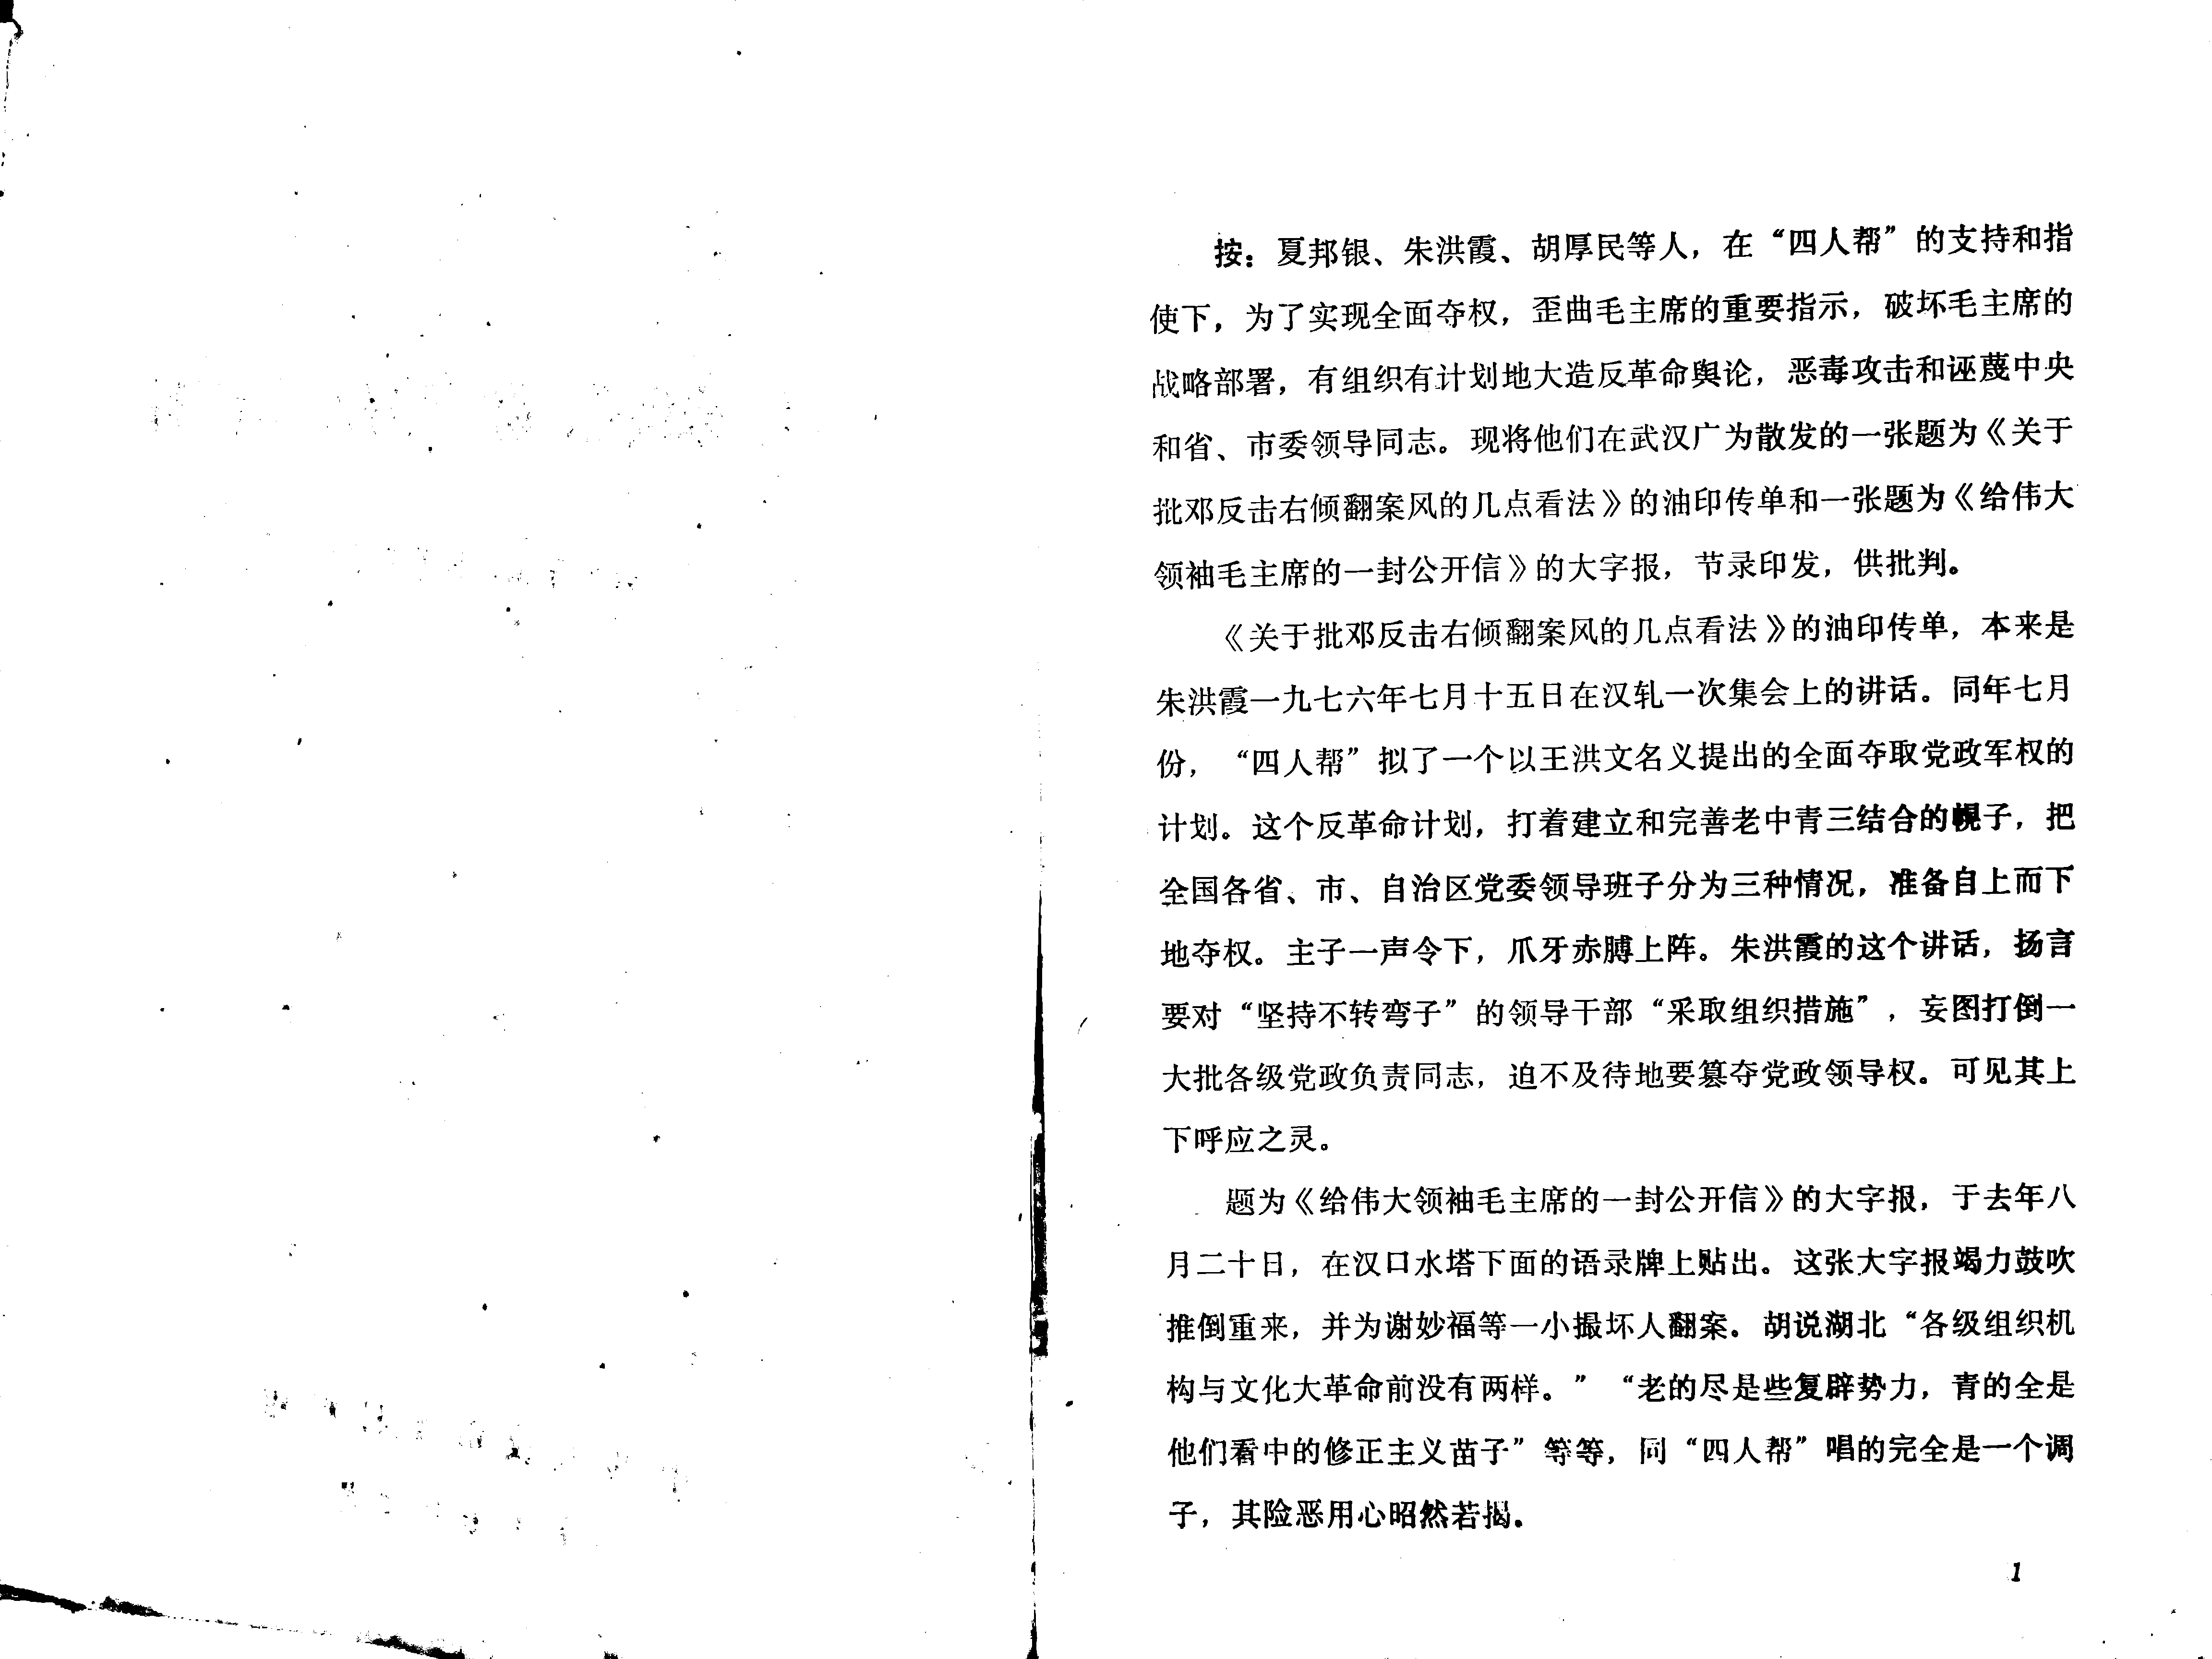 按：夏邦银、朱洪霞、胡厚民等人，在“四人帮”的支持和指
使下，为了实现全面夺权，歪曲毛主席的重要指示，破坏毛主席的
战略部署，有组织有计划地大造反革命舆论，恶毒攻击和诬蔑中央
和省、市委领导同志。现将他们在武汉广为散发的一张题为《关于
批邓反击右倾翻案风的几点看法》的油印传单和一张题为《给伟大
领袖毛主席的一封公开信》的大字报，节录印发，供批判。
《关于批邓反击右倾翻案风的几点看法》的油印传单，本来是
朱洪霞一九七六年七月十五日在汉轧一次集会上的讲话。同年七月
份，“四人帮”拟了一个以王洪文名义提出的全面夺取党政军权的
计划。这个反革命计划，打着建立和完善老中青三结合的幌子，把
全国各省、市、自治区党委领导班子分为三种情况，准备自上而下
地夺权。主子一声令下，爪牙赤膊上阵。朱洪霞的这个讲话，扬言
要对“坚持不转弯子”的领导干部“采取组织措施”，妄图打倒一
大批各级党政负责同志，迫不及待地要篡夺党政领导权。可见其上
下呼应之灵。
题为《给伟大领袖毛主席的一封公开信》的大字报，于去年八
月二十日，在汉口水塔下面的语录牌上贴出。这张大字报竭力鼓吹
推倒重来，并为谢妙福等一小撮坏人翻案。胡说湖北“各级组织机
构与文化大革命前没有两样。”“老的尽是些复辟势力，青的全是
他们看中的修正主义苗子”等等，同“四人帮”唱的完全是一个调
子，其险恶用心昭然若揭。
1